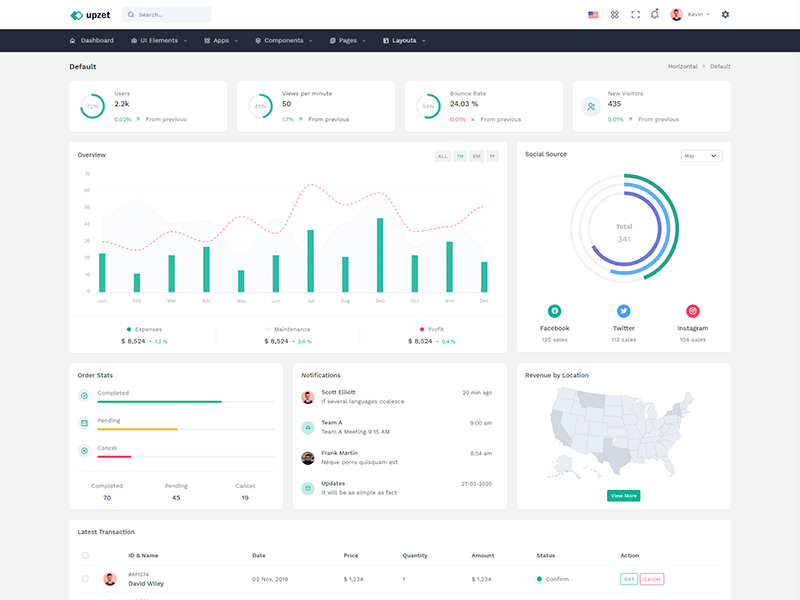 upzet
Search...
Kevin
Dashboard
UI Elements
Apps
Components
Pages
Layouts
Default
Horizontal > Default
Users
72%
2.2k
0.02% From previous
Views per minute
65%
50
1.7% From previous
Bounce Rate
54%
24.03 %
0.01% From previous
New Visitors
435
0.01% From previous
Overview
ALL 1M 6M 1Y
70
60
50
40
30
20
10
0
Jan Feb Mar Apr May Jun Jul Aug Sep Oct Nov Dec
Expenses
$ 8,524 1.2 %
Maintenance
$ 8,524 2.0 %
Profit
$ 8,524 0.4 %
Social Source
May
Total
341
Facebook
125 sales
Twitter
112 sales
Instagram
104 sales
Order Stats
Completed
Pending
Cancel
Completed Pending Cancel
70 45 19
Notifications
Scott Elliott 20 min ago
If several languages coalesce
Team A 9:00 am
Team A Meeting 9:15 AM
Frank Martin 8:54 am
Neque porro quisquam est
Updates 27-03-2020
It will be as simple as fact
Revenue by Location
View More
Latest Transaction
ID & Name Date Price Quantity Amount Status Action
#AP1234
David Wiley
02 Nov, 2019 $ 1,234 1 $ 1,234 Confirm Edit Cancel